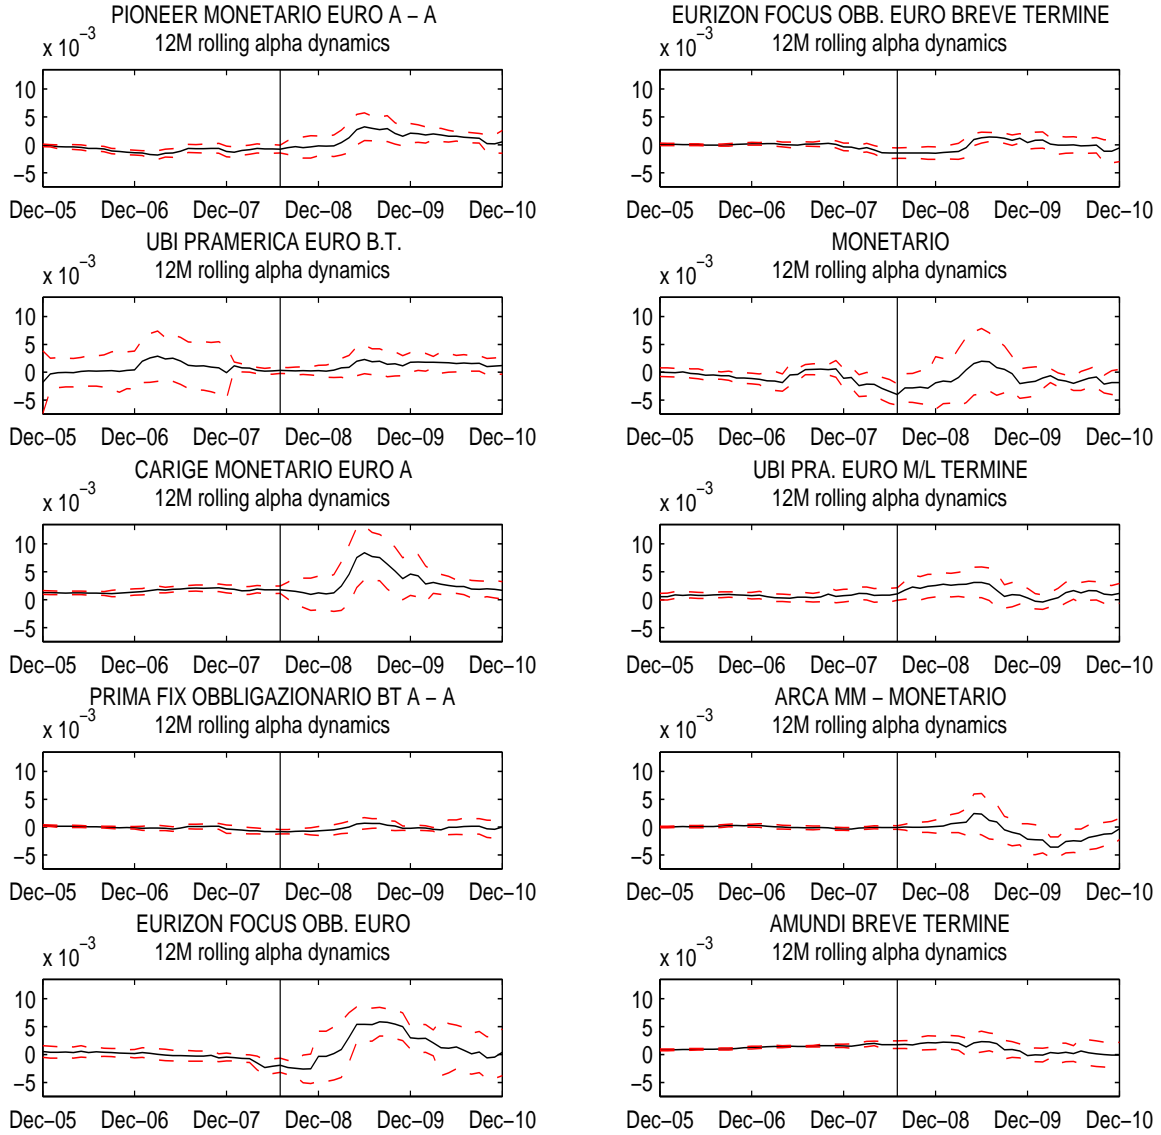 PIONEER MONETARIO EURO A − A
12M rolling alpha dynamics
x 10−3
10
5
0
−5
Dec−05 Dec−06 Dec−07 Dec−08 Dec−09 Dec−10
EURIZON FOCUS OBB. EURO BREVE TERMINE
12M rolling alpha dynamics
x 10−3
10
5
0
−5
Dec−05 Dec−06 Dec−07 Dec−08 Dec−09 Dec−10
UBI PRAMERICA EURO B.T.
12M rolling alpha dynamics
x 10−3
10
5
0
−5
Dec−05 Dec−06 Dec−07 Dec−08 Dec−09 Dec−10
MONETARIO
12M rolling alpha dynamics
x 10−3
10
5
0
−5
Dec−05 Dec−06 Dec−07 Dec−08 Dec−09 Dec−10
CARIGE MONETARIO EURO A
12M rolling alpha dynamics
x 10−3
10
5
0
−5
Dec−05 Dec−06 Dec−07 Dec−08 Dec−09 Dec−10
UBI PRA. EURO M/L TERMINE
12M rolling alpha dynamics
x 10−3
10
5
0
−5
Dec−05 Dec−06 Dec−07 Dec−08 Dec−09 Dec−10
PRIMA FIX OBBLIGAZIONARIO BT A − A
12M rolling alpha dynamics
x 10−3
10
5
0
−5
Dec−05 Dec−06 Dec−07 Dec−08 Dec−09 Dec−10
ARCA MM − MONETARIO
12M rolling alpha dynamics
x 10−3
10
5
0
−5
Dec−05 Dec−06 Dec−07 Dec−08 Dec−09 Dec−10
EURIZON FOCUS OBB. EURO
12M rolling alpha dynamics
x 10−3
10
5
0
−5
Dec−05 Dec−06 Dec−07 Dec−08 Dec−09 Dec−10
AMUNDI BREVE TERMINE
12M rolling alpha dynamics
x 10−3
10
5
0
−5
Dec−05 Dec−06 Dec−07 Dec−08 Dec−09 Dec−10